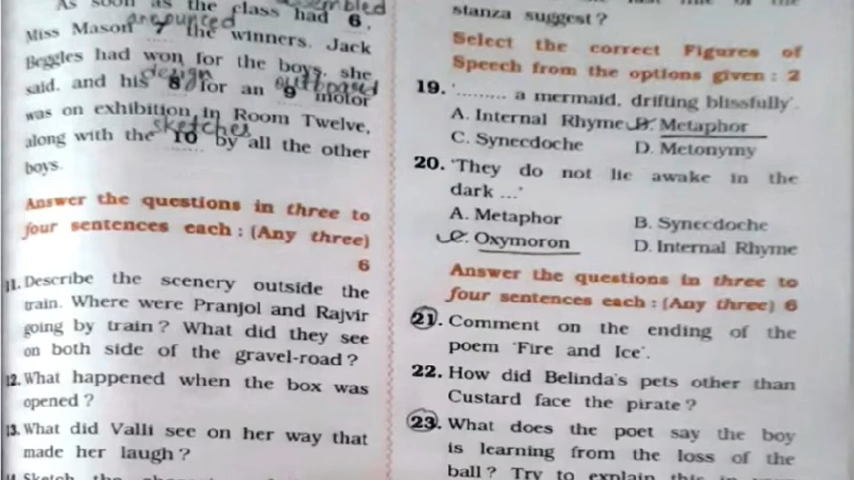 As soon as the class had assembled 6,
Miss Mason announced 7 the winners. Jack
Beggles had won for the boys, she
said, and his design 8 for an outboard 9 motor
was on exhibition in Room Twelve,
along with the sketches 10 by all the other
boys.
Answer the questions in three to
four sentences each : (Any three)
6
11. Describe the scenery outside the
train. Where were Pranjol and Rajvir
going by train ? What did they see
on both side of the gravel-road ?
12. What happened when the box was
opened ?
13. What did Valli see on her way that
made her laugh ?
Sketch the
stanza suggest ?
Select the correct Figures of
Speech from the options given : 2
19. '......... a mermaid, drifting blissfully'.
A. Internal Rhyme B. Metaphor
C. Synecdoche D. Metonymy
20. 'They do not lie awake in the
dark ...'
A. Metaphor B. Synecdoche
C. Oxymoron D. Internal Rhyme
Answer the questions in three to
four sentences each : (Any three) 6
21. Comment on the ending of the
poem 'Fire and Ice'.
22. How did Belinda's pets other than
Custard face the pirate ?
23. What does the poet say the boy
is learning from the loss of the
ball ? Try to explain this in your